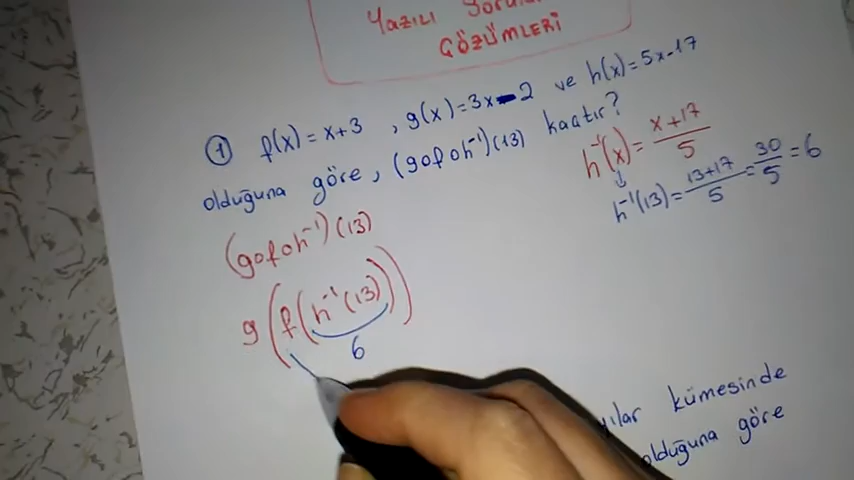 Yazılı
ÇÖZÜMLERİ
① f(x) = x+3 , g(x) = 3x-2 ve h(x) = 5x-17
olduğuna göre, (gofoh⁻¹)(13) kaçtır?
h⁻¹(x) = (x+17)/5
h⁻¹(13) = (13+17)/5 = 30/5 = 6
(gofoh⁻¹)(13)
g(f(h⁻¹(13)))
6
kümesinde
olduğuna göre